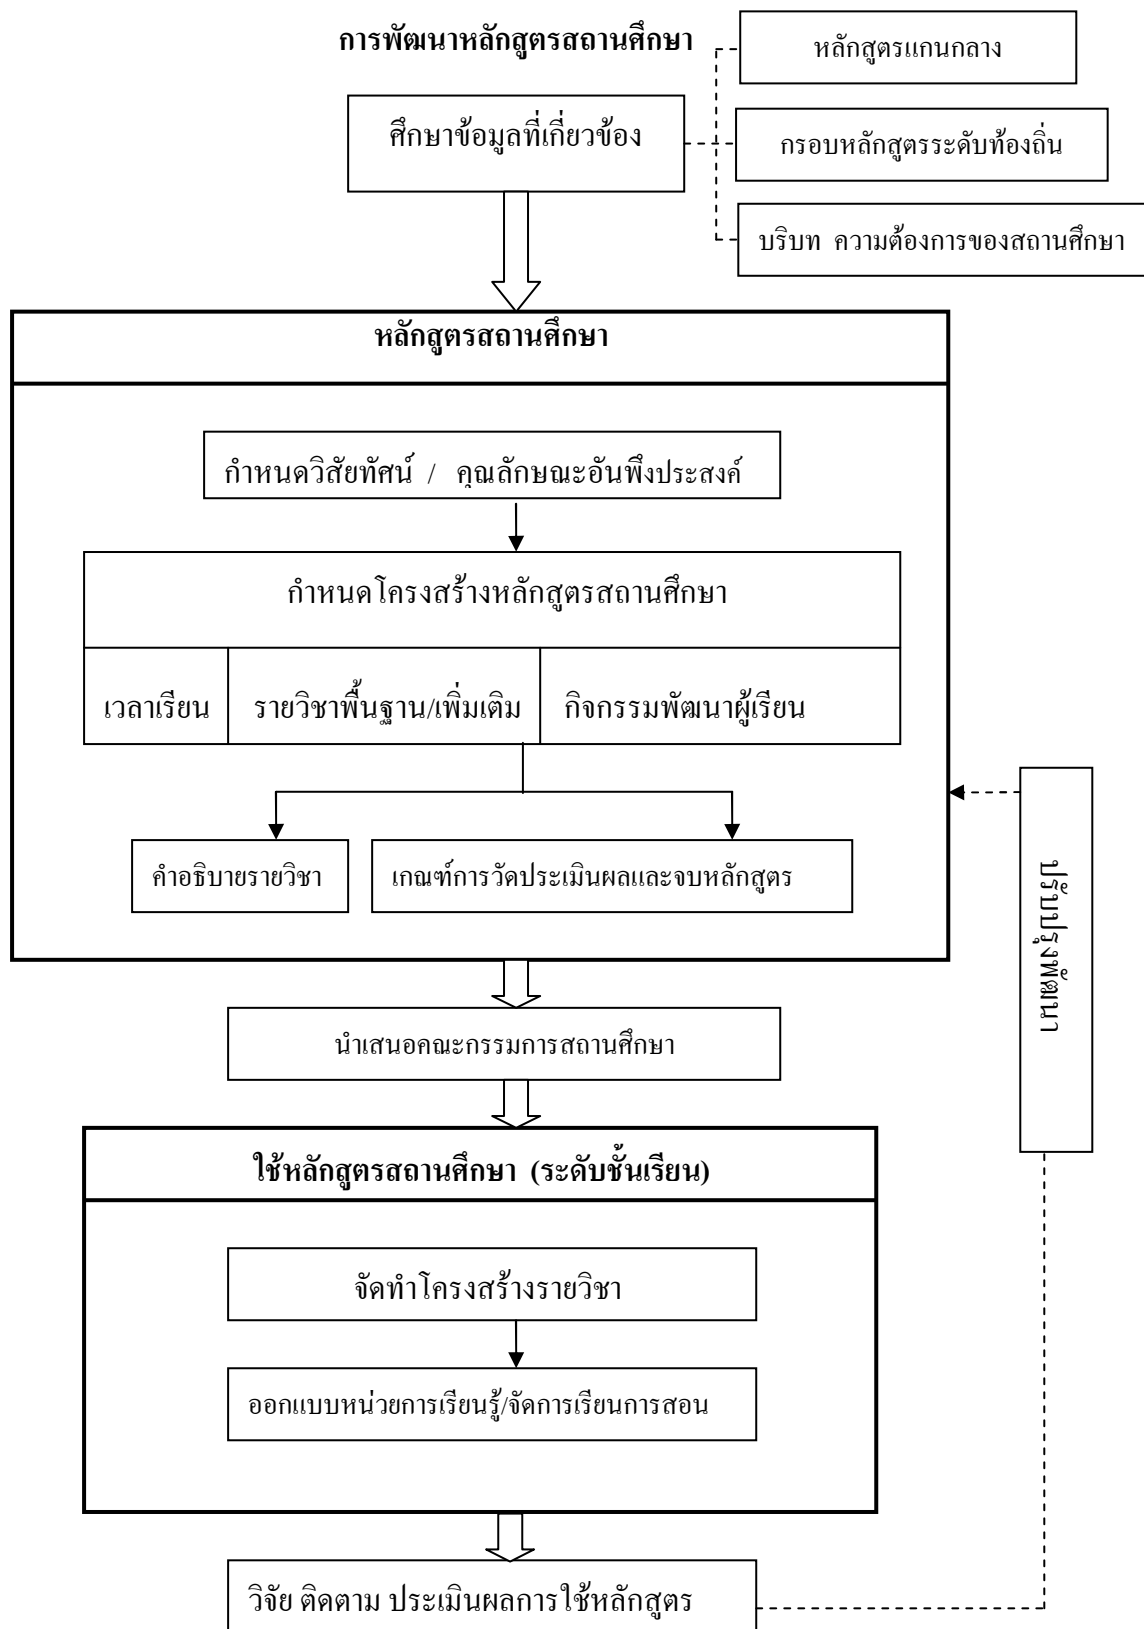 การพัฒนาหลักสูตรสถานศึกษา
หลักสูตรแกนกลาง
ศึกษาข้อมูลที่เกี่ยวข้อง
กรอบหลักสูตรระดับท้องถิ่น
บริบท ความต้องการของสถานศึกษา
หลักสูตรสถานศึกษา
กำหนดวิสัยทัศน์ / คุณลักษณะอันพึงประสงค์
กำหนดโครงสร้างหลักสูตรสถานศึกษา
เวลาเรียน
รายวิชาพื้นฐาน/เพิ่มเติม
กิจกรรมพัฒนาผู้เรียน
คำอธิบายรายวิชา
เกณฑ์การวัดประเมินผลและจบหลักสูตร
ปรับปรุงพัฒนา
นำเสนอคณะกรรมการสถานศึกษา
ใช้หลักสูตรสถานศึกษา (ระดับชั้นเรียน)
จัดทำโครงสร้างรายวิชา
ออกแบบหน่วยการเรียนรู้/จัดการเรียนการสอน
วิจัย ติดตาม ประเมินผลการใช้หลักสูตร